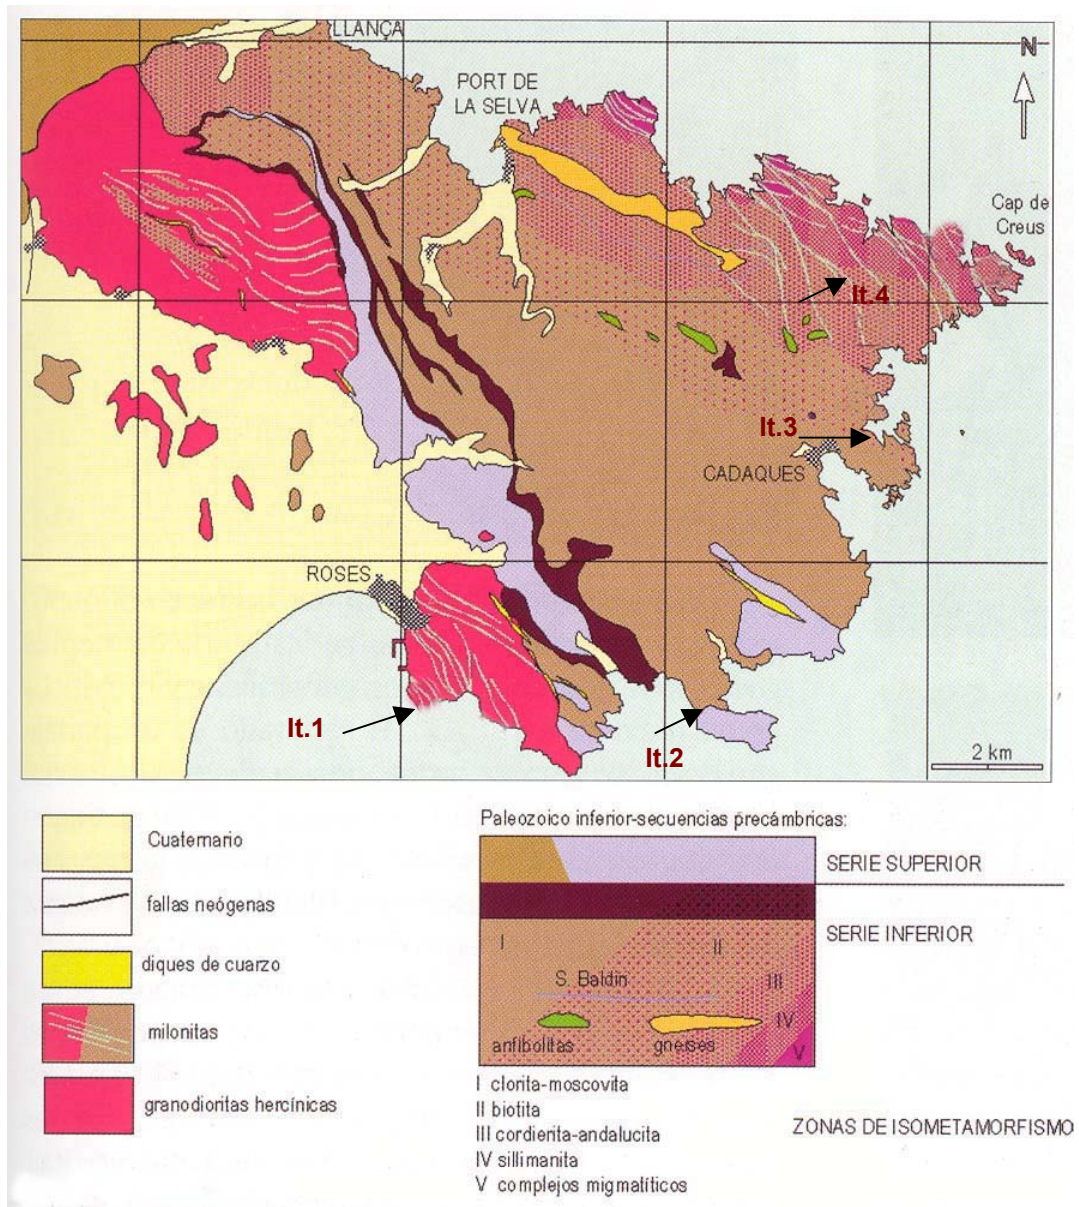 LLANÇA
N
PORT DE
LA SELVA
Cap de
Creus
It.4
It.3
CADAQUES
ROSES
It.1
It.2
2 km
Cuaternario
fallas neógenas
diques de cuarzo
milonitas
granodioritas hercínicas
Paleozoico inferior-secuencias precámbricas:
SERIE SUPERIOR
SERIE INFERIOR
I
II
S. Baldin
III
anfibolitas
gneises
IV
V
I clorita-moscovita
II biotita
III cordierita-andalucita
IV sillimanita
V complejos migmatíticos
ZONAS DE ISOMETAMORFISMO